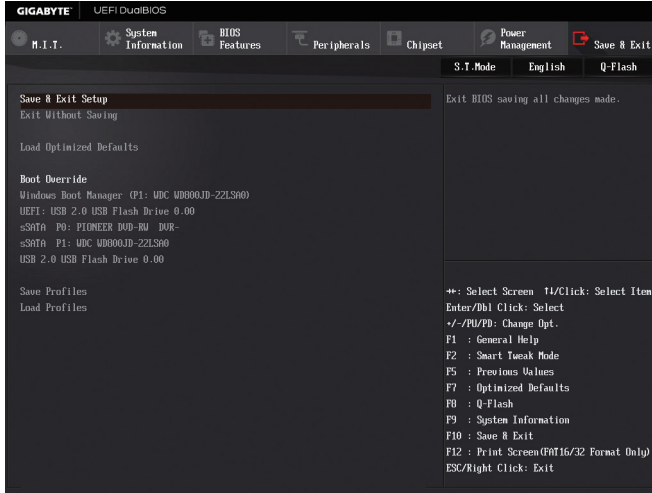 GIGABYTE™ UEFI DualBIOS
M.I.T.
System Information
BIOS Features
Peripherals
Chipset
Power Management
Save & Exit
S.T.Mode English Q-Flash
Save & Exit Setup
Exit Without Saving
Load Optimized Defaults
Boot Override
Windows Boot Manager (P1: WDC WD800JD-22LSA0)
UEFI: USB 2.0 USB Flash Drive 0.00
sSATA P0: PIONEER DVD-RW DVR-
sSATA P1: WDC WD800JD-22LSA0
USB 2.0 USB Flash Drive 0.00
Save Profiles
Load Profiles
Exit BIOS saving all changes made.
→←: Select Screen ↑↓/Click: Select Item
Enter/Dbl Click: Select
+/-/PU/PD: Change Opt.
F1 : General Help
F2 : Smart Tweak Mode
F5 : Previous Values
F7 : Optimized Defaults
F8 : Q-Flash
F9 : System Information
F10 : Save & Exit
F12 : Print Screen(FAT16/32 Format Only)
ESC/Right Click: Exit